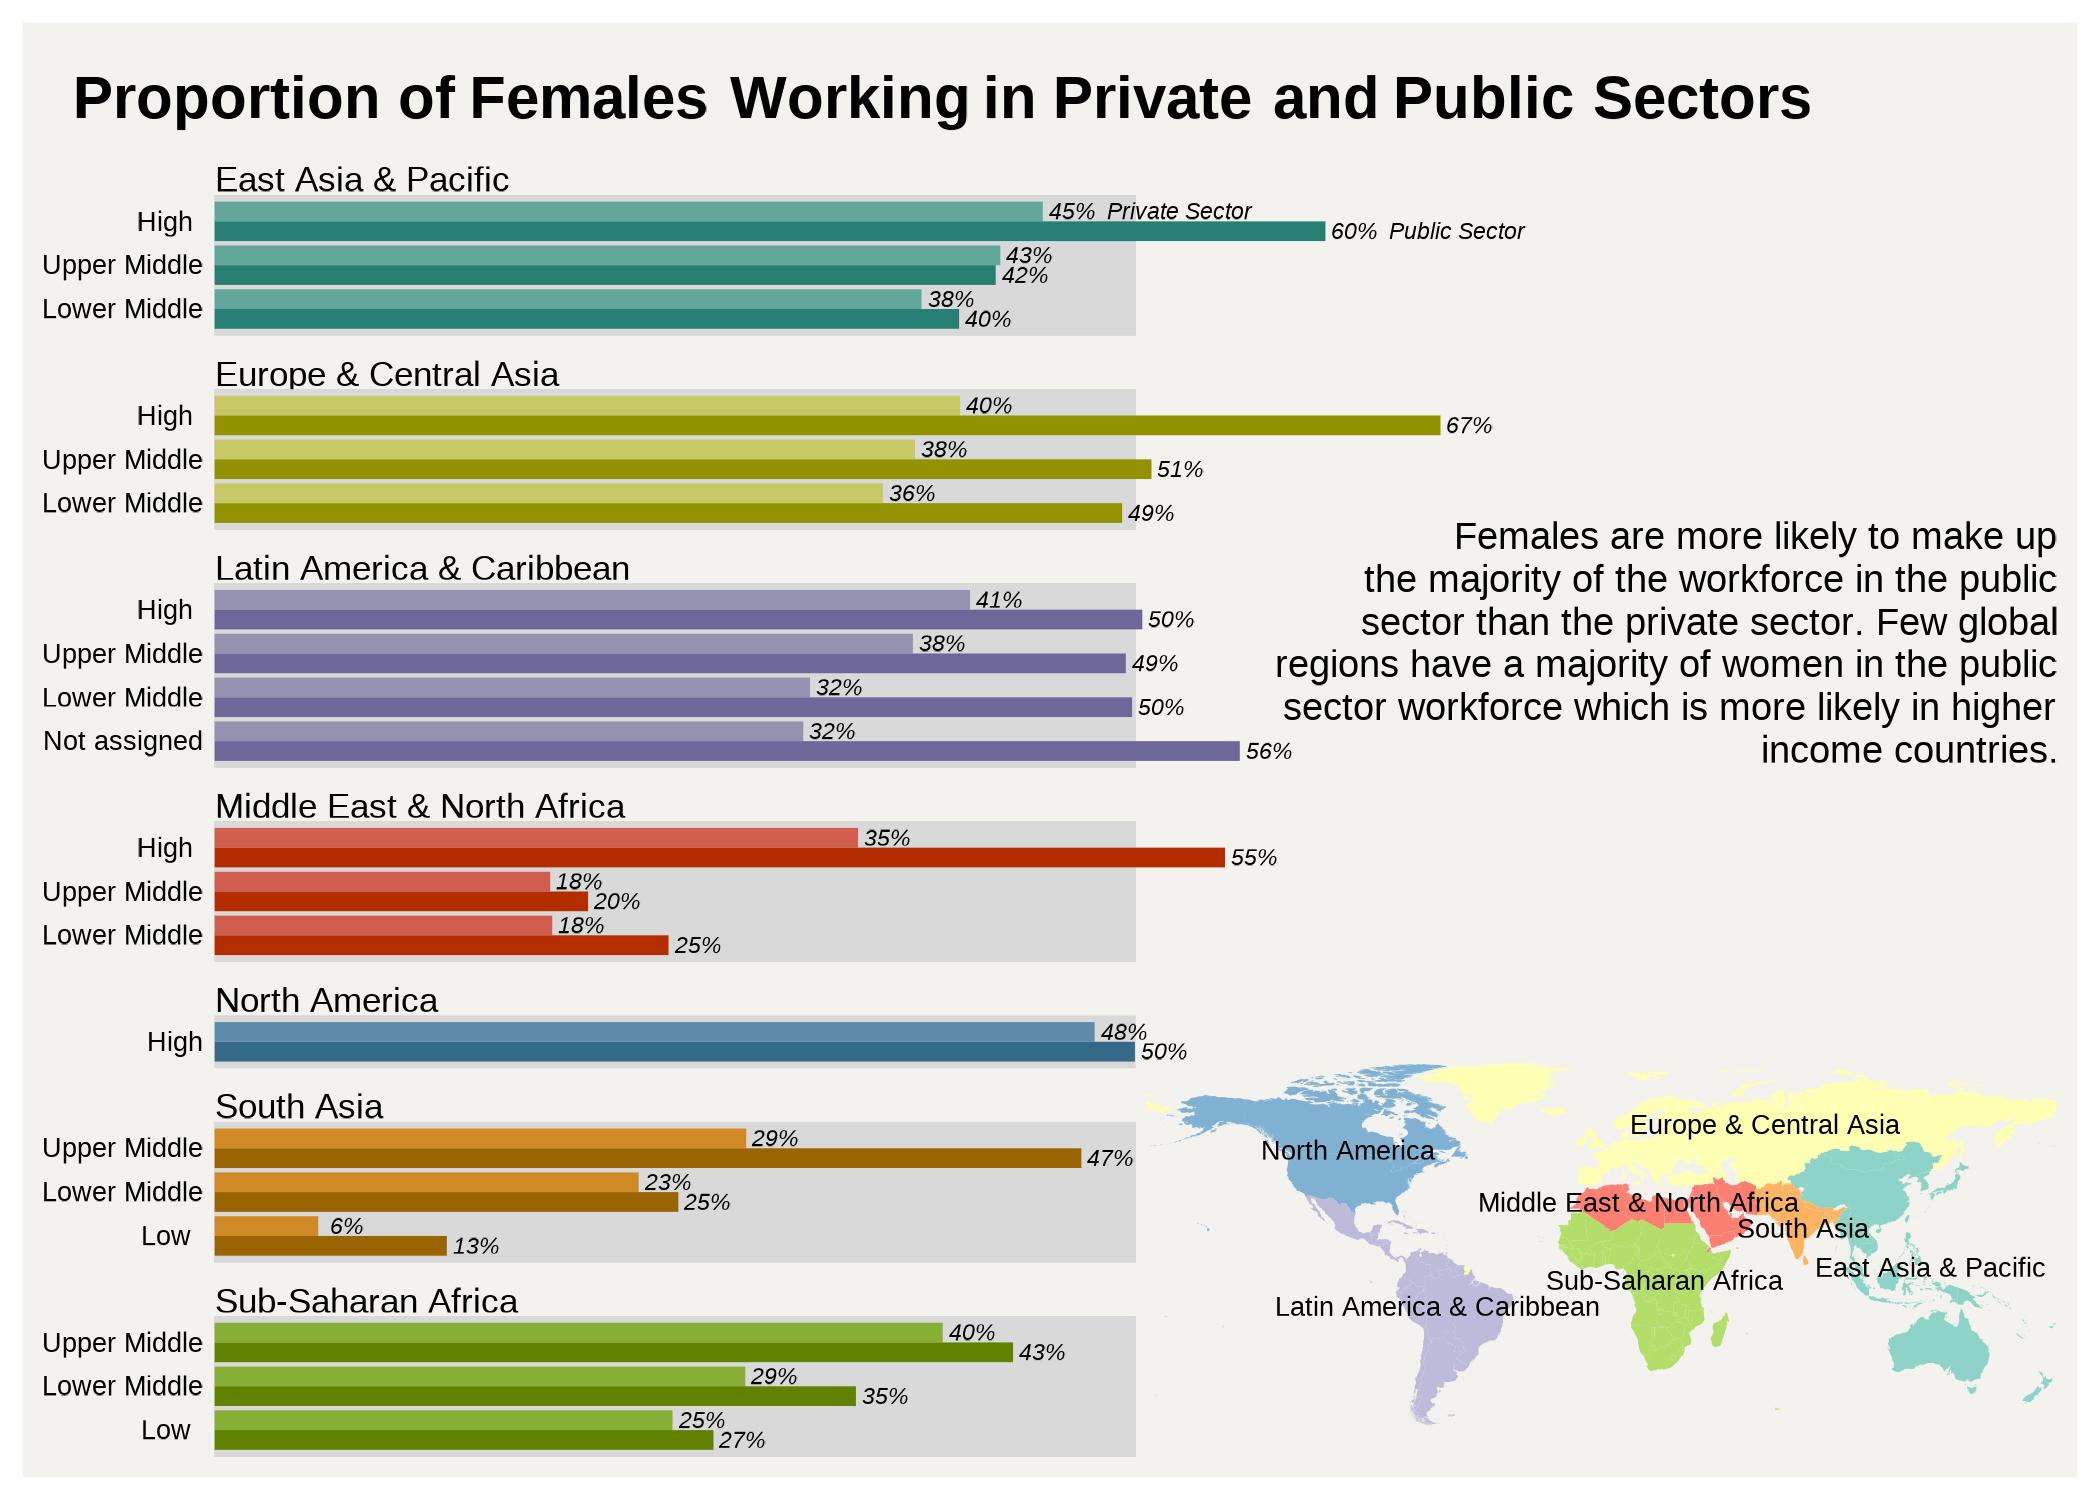 Proportion of Females Working in Private and Public Sectors
East Asia & Pacific
High 45% Private Sector
60% Public Sector
Upper Middle 43%
42%
Lower Middle 38%
40%
Europe & Central Asia
High 40%
67%
Upper Middle 38%
51%
Lower Middle 36%
49%
Latin America & Caribbean
High 41%
50%
Upper Middle 38%
49%
Lower Middle 32%
50%
Not assigned 32%
56%
Females are more likely to make up
the majority of the workforce in the public
sector than the private sector. Few global
regions have a majority of women in the public
sector workforce which is more likely in higher
income countries.
Middle East & North Africa
High 35%
55%
Upper Middle 18%
20%
Lower Middle 18%
25%
North America
High 48%
50%
South Asia
Upper Middle 29%
47%
Lower Middle 23%
25%
Low 6%
13%
Sub-Saharan Africa
Upper Middle 40%
43%
Lower Middle 29%
35%
Low 25%
27%
Europe & Central Asia
North America
Middle East & North Africa
South Asia
East Asia & Pacific
Sub-Saharan Africa
Latin America & Caribbean